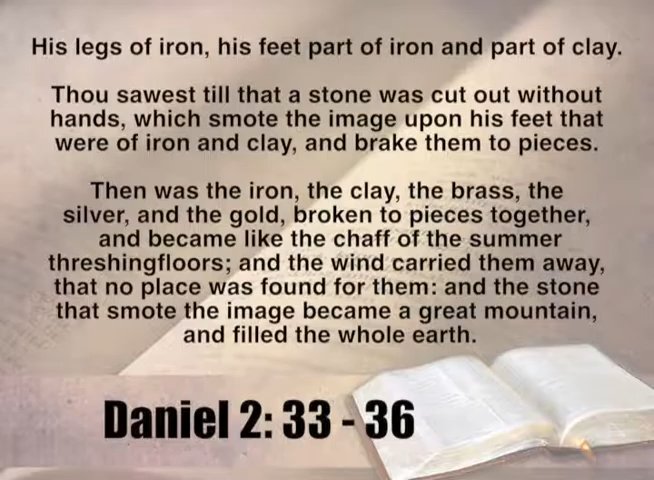 His legs of iron, his feet part of iron and part of clay.
Thou sawest till that a stone was cut out without
hands, which smote the image upon his feet that
were of iron and clay, and brake them to pieces.
Then was the iron, the clay, the brass, the
silver, and the gold, broken to pieces together,
and became like the chaff of the summer
threshingfloors; and the wind carried them away,
that no place was found for them: and the stone
that smote the image became a great mountain,
and filled the whole earth.
Daniel 2: 33 - 36